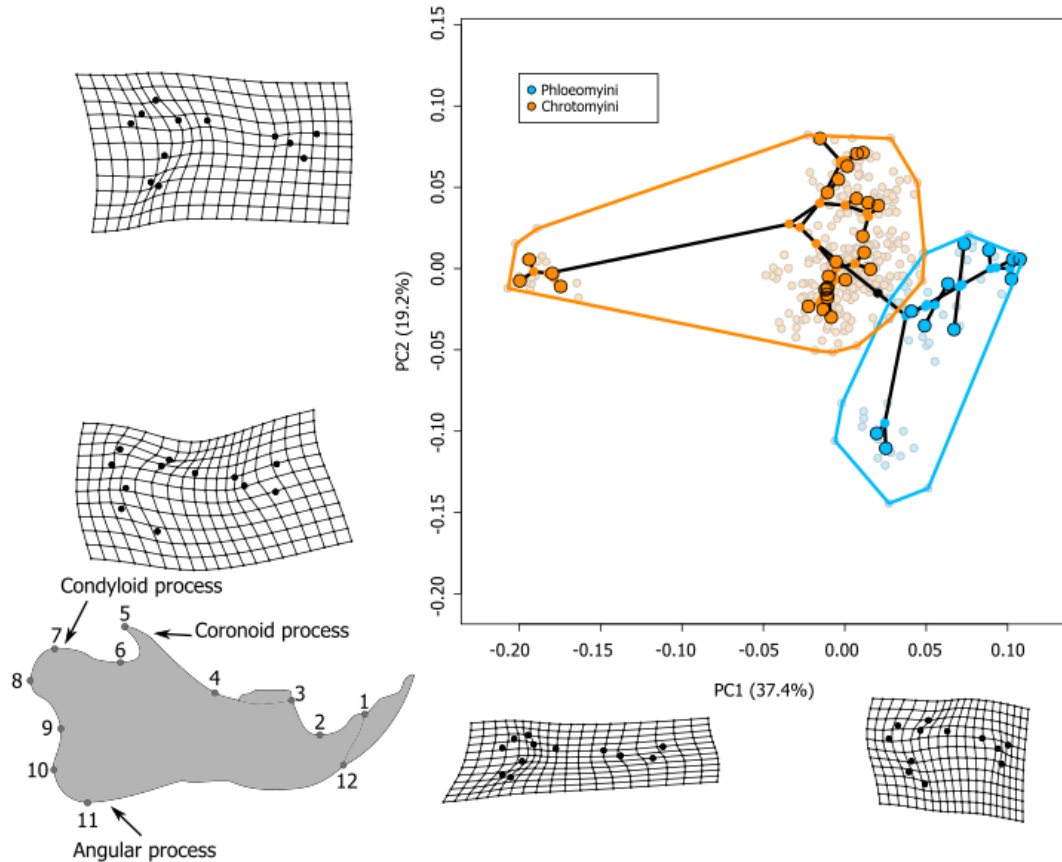 0.15
0.10
0.05
0.00
-0.05
-0.10
-0.15
-0.20
PC2 (19.2%)
Phloeomyini
Chrotomyini
-0.20 -0.15 -0.10 -0.05 0.00 0.05 0.10
PC1 (37.4%)
Condyloid process
Coronoid process
Angular process
1
2
3
4
5
6
7
8
9
10
11
12